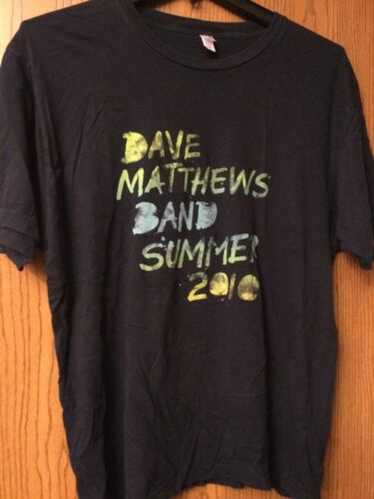 DAVE
MATTHEWS
BAND
SUMMER
2010